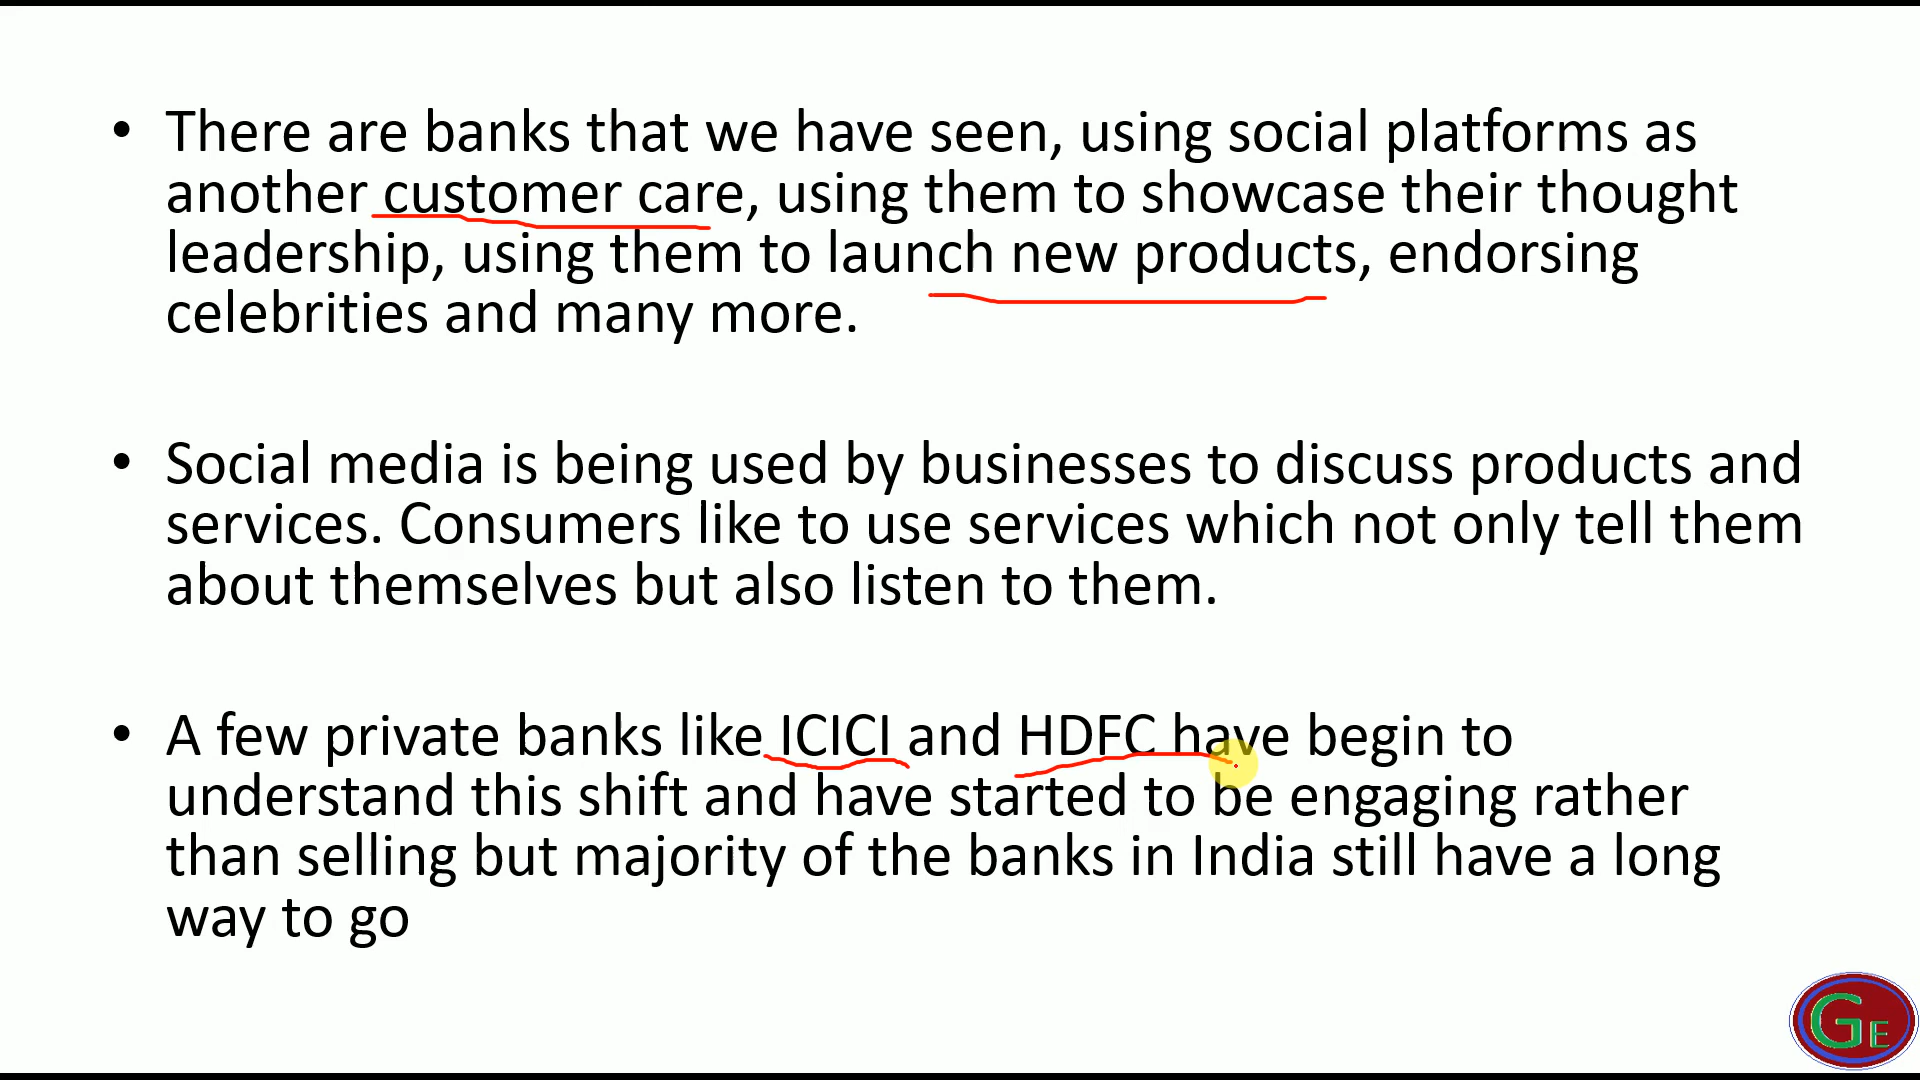 • There are banks that we have seen, using social platforms as
another customer care, using them to showcase their thought
leadership, using them to launch new products, endorsing
celebrities and many more.
• Social media is being used by businesses to discuss products and
services. Consumers like to use services which not only tell them
about themselves but also listen to them.
• A few private banks like ICICI and HDFC have begin to
understand this shift and have started to be engaging rather
than selling but majority of the banks in India still have a long
way to go
GE